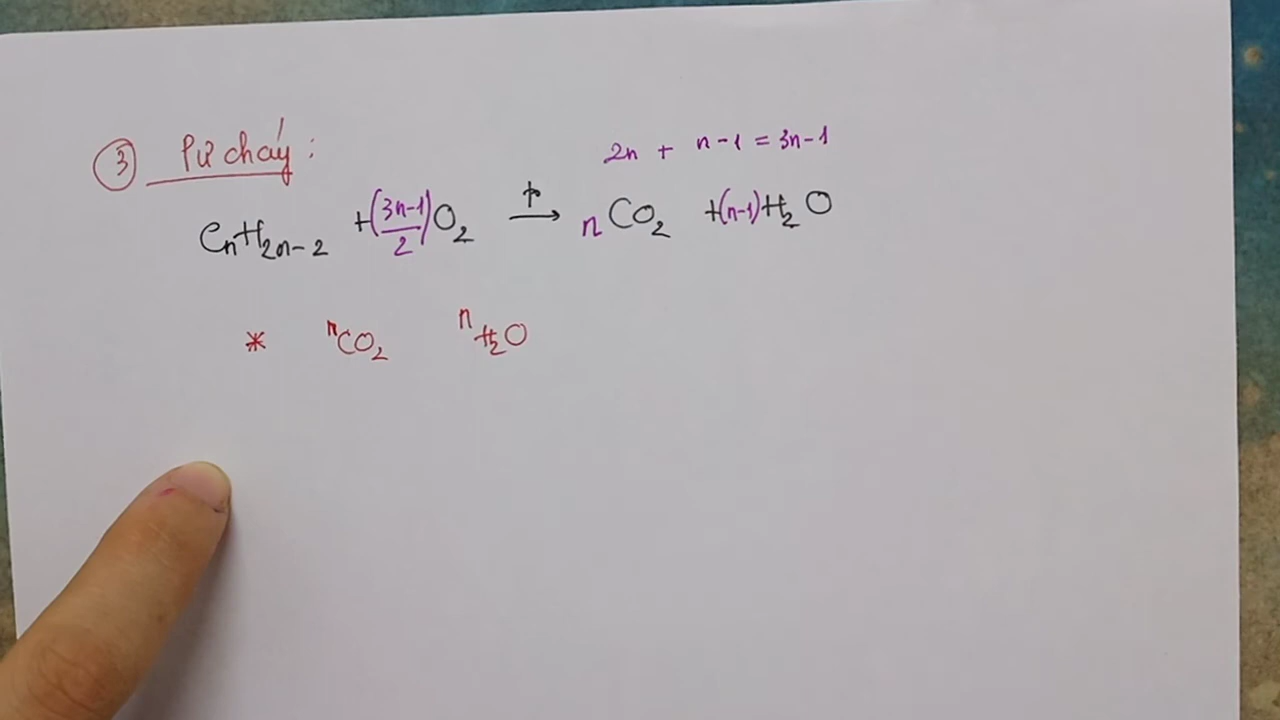 ③ Pư cháy:
2n + n-1 = 3n-1
CₙH₂ₙ₋₂ + (3n-1)/2 O₂ →(t°) nCO₂ + (n-1)H₂O
* nCO₂ nH₂O